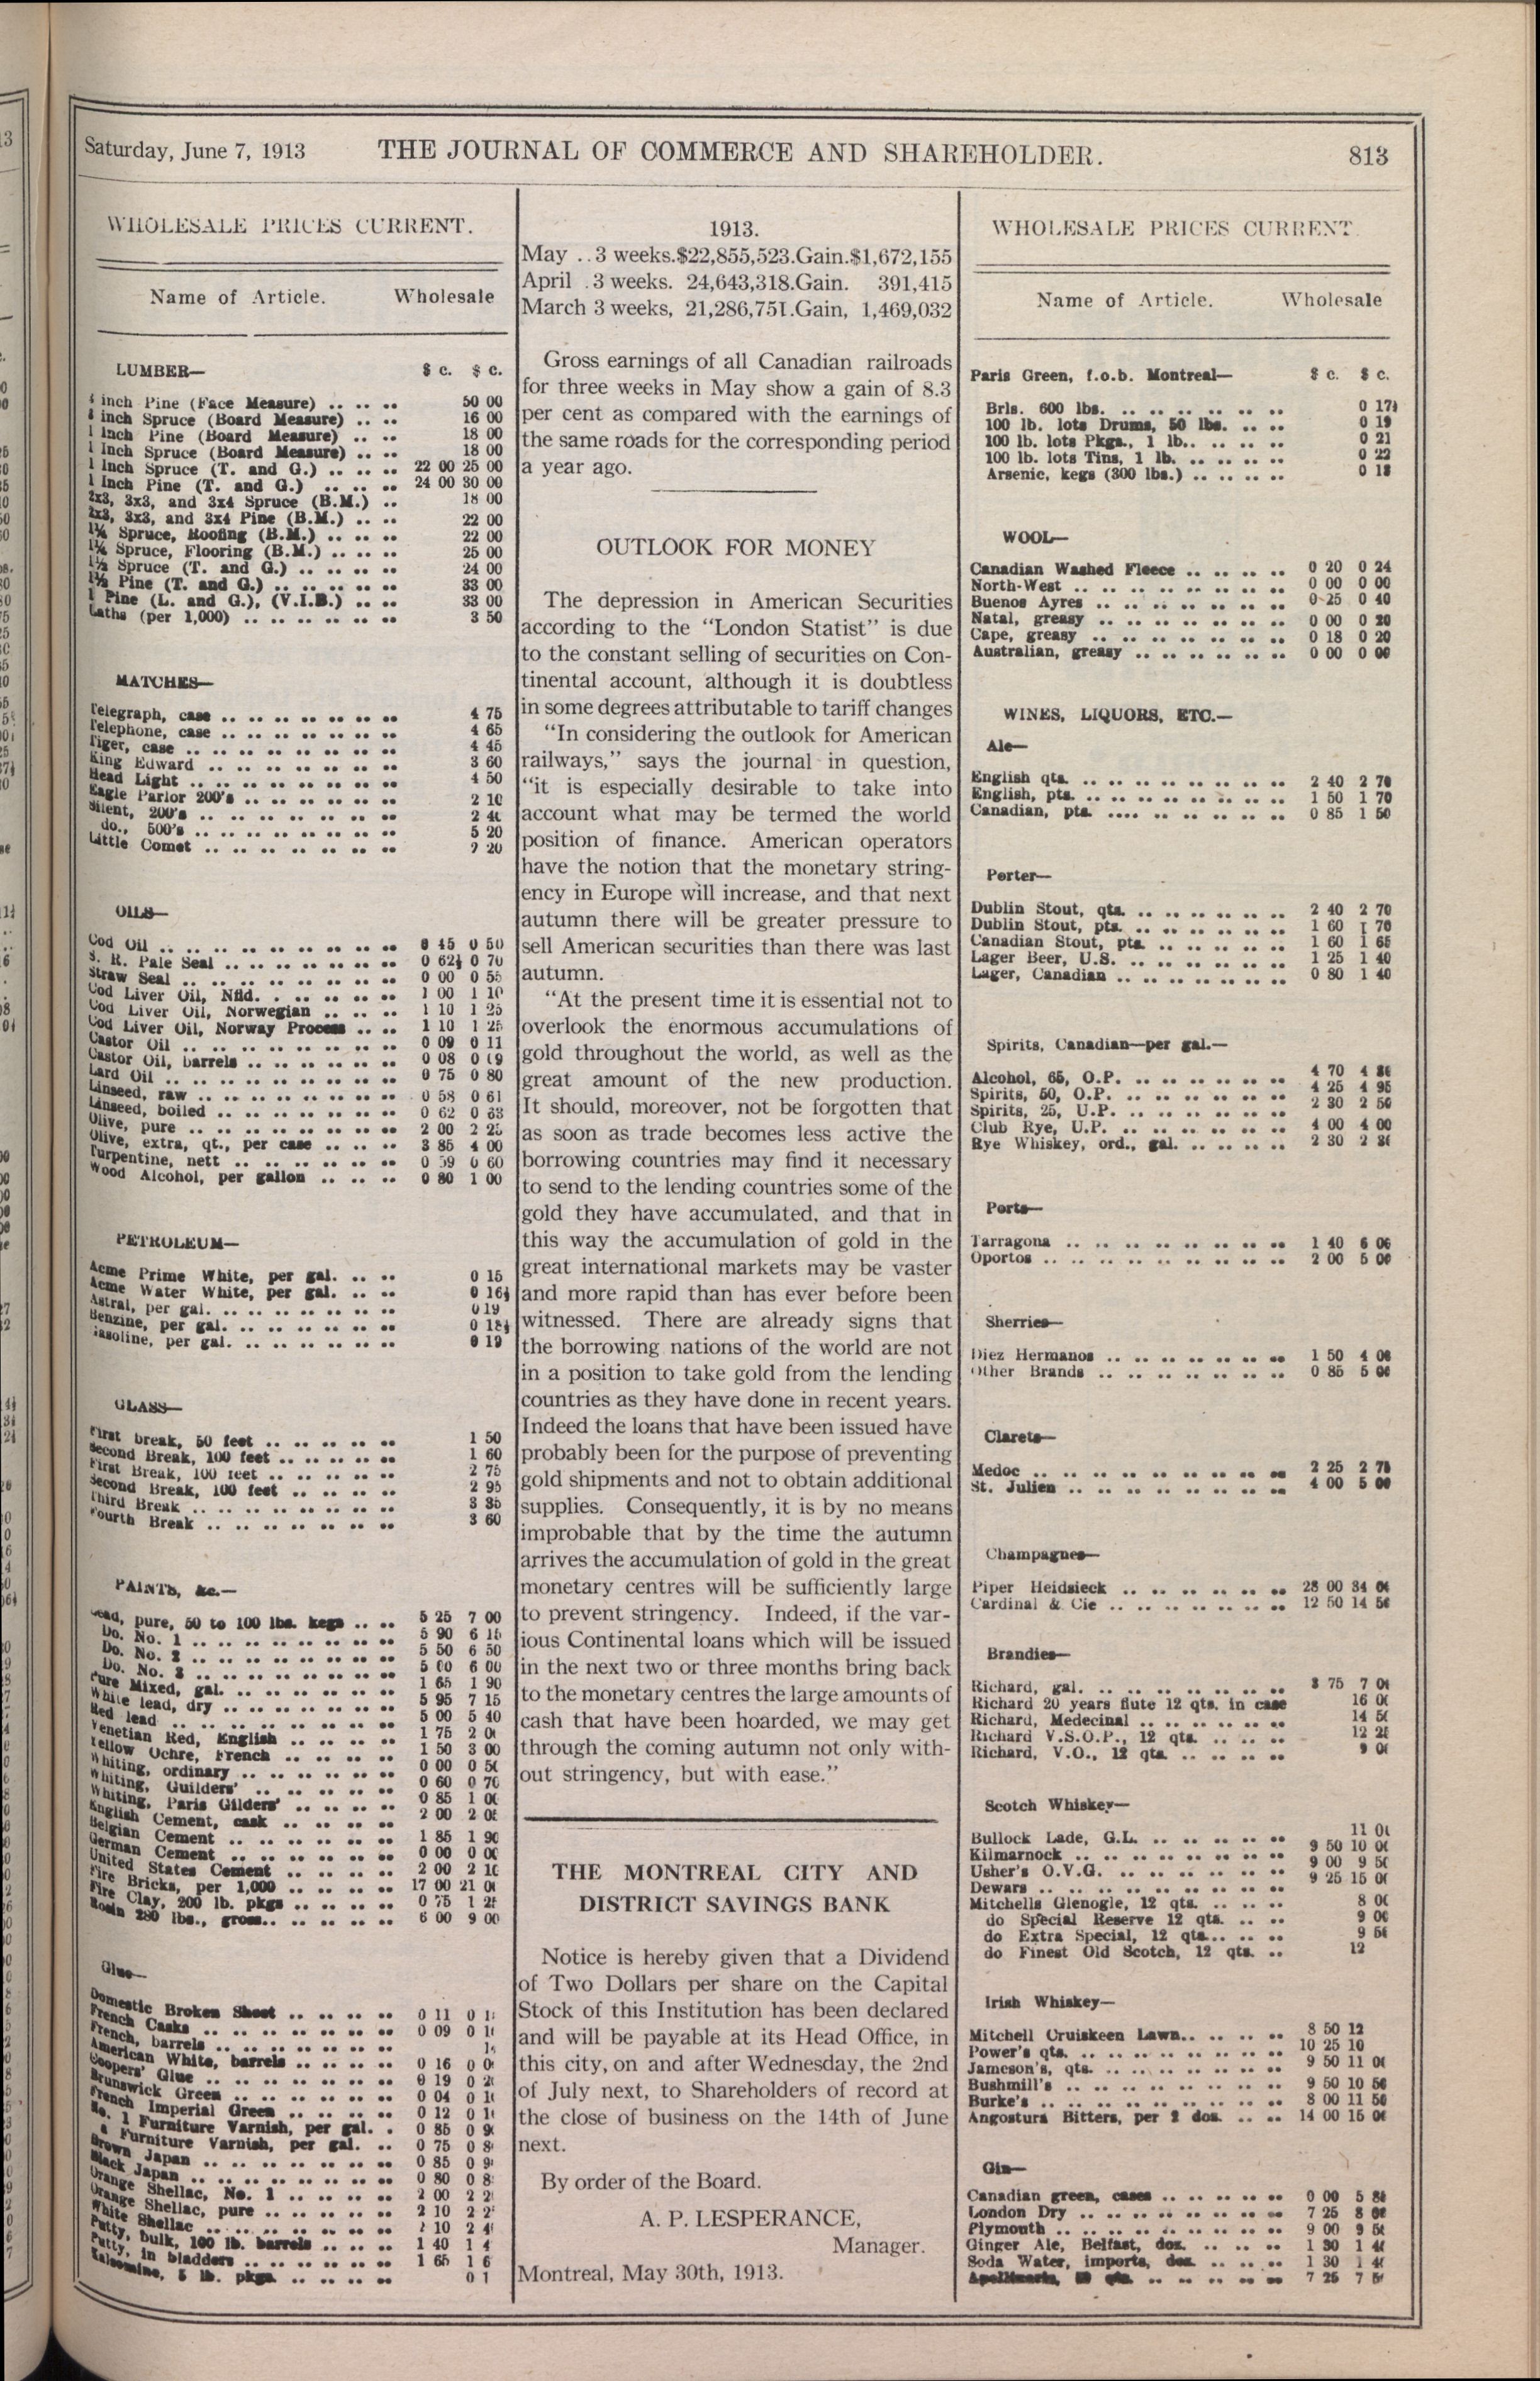 Saturday, June 7, 1913 THE JOURNAL OF COMMERCE AND SHAREHOLDER. 813
WHOLESALE PRICES CURRENT.
Name of Article. Wholesale
LUMBER— $ c. $ c.
inch Pine (Face Measure) .. .. .. 50 00
inch Spruce (Board Measure) .. .. 16 00
1 Inch Pine (Board Measure) .. .. 18 00
1 Inch Spruce (Board Measure) .. .. 18 00
1 Inch Spruce (T. and G.) .. .. .. 22 00 25 00
1 Inch Pine (T. and G.) .. .. .. 24 00 30 00
2x3, 3x3, and 3x4 Spruce (B.M.) .. 18 00
2x3, 3x3, and 3x4 Pine (B.M.) .. .. 22 00
1¼ Spruce, Roofing (B.M.) .. .. .. 22 00
1¼ Spruce, Flooring (B.M.) .. .. .. 25 00
1½ Spruce (T. and G.) .. .. .. .. 24 00
1½ Pine (T. and G.) .. .. .. .. .. 33 00
1 Pine (L. and G.), (V.I.B.) .. .. 33 00
Laths (per 1,000) .. .. .. .. .. .. 3 50
MATCHES—
Telegraph, case .. .. .. .. .. .. .. 4 75
Telephone, case .. .. .. .. .. .. .. 4 65
Tiger, case .. .. .. .. .. .. .. .. 4 45
King Edward .. .. .. .. .. .. .. .. 3 60
Head Light .. .. .. .. .. .. .. .. 4 50
Eagle Parlor 200's .. .. .. .. .. .. 2 10
Silent, 200's .. .. .. .. .. .. .. 2 40
do., 500's .. .. .. .. .. .. .. .. 5 20
Little Comet .. .. .. .. .. .. .. .. 2 20
OILS—
Cod Oil .. .. .. .. .. .. .. .. .. 0 45 0 50
S. R. Pale Seal .. .. .. .. .. .. .. 0 62½ 0 70
Straw Seal .. .. .. .. .. .. .. .. 0 00 0 55
Cod Liver Oil, Nfld. . .. .. .. .. 1 00 1 10
Cod Liver Oil, Norwegian .. .. .. 1 10 1 25
Cod Liver Oil, Norway Process .. .. 1 10 1 25
Castor Oil .. .. .. .. .. .. .. .. 0 09 0 11
Castor Oil, barrels .. .. .. .. .. .. 0 08 0 09
Lard Oil .. .. .. .. .. .. .. .. .. 0 75 0 80
Linseed, raw .. .. .. .. .. .. .. .. 0 58 0 61
Linseed, boiled .. .. .. .. .. .. .. 0 62 0 63
Olive, pure .. .. .. .. .. .. .. .. 2 00 2 25
Olive, extra, qt., per case .. .. .. 3 85 4 00
Turpentine, nett .. .. .. .. .. .. .. 0 59 0 60
Wood Alcohol, per gallon .. .. .. 0 80 1 00
PETROLEUM—
Acme Prime White, per gal. .. .. 0 15
Acme Water White, per gal. .. .. 0 16½
Astral, per gal. .. .. .. .. .. .. .. 0 19
Benzine, per gal. .. .. .. .. .. .. 0 18½
Gasoline, per gal. .. .. .. .. .. .. 0 19
GLASS—
First break, 50 feet .. .. .. .. .. 1 50
Second Break, 100 feet .. .. .. .. .. 1 60
First Break, 100 feet .. .. .. .. .. 2 75
Second Break, 100 feet .. .. .. .. 2 95
Third Break .. .. .. .. .. .. .. .. 3 35
Fourth Break .. .. .. .. .. .. .. .. 3 60
PAINTS, &c.—
Lead, pure, 50 to 100 lbs. kegs .. .. 5 25 7 00
Do. No. 1 .. .. .. .. .. .. .. .. 5 90 6 15
Do. No. 2 .. .. .. .. .. .. .. .. 5 50 6 50
Do. No. 3 .. .. .. .. .. .. .. .. 5 00 6 00
Pure Mixed, gal. .. .. .. .. .. .. .. 1 65 1 90
White lead, dry .. .. .. .. .. .. .. 5 95 7 15
Red lead .. .. .. .. .. .. .. .. .. 5 00 5 40
Venetian Red, English .. .. .. .. .. 1 75 2 00
Yellow Ochre, French .. .. .. .. .. 1 50 3 00
Whiting, ordinary .. .. .. .. .. .. 0 00 0 50
Whiting, Guilders' .. .. .. .. .. .. 0 60 0 70
Whiting, Paris Gilders' .. .. .. .. 0 85 1 00
English Cement, cask .. .. .. .. .. 2 00 2 05
Belgian Cement .. .. .. .. .. .. .. 1 85 1 90
German Cement .. .. .. .. .. .. .. 0 00 0 00
United States Cement .. .. .. .. .. 2 00 2 10
Fire Bricks, per 1,000 .. .. .. .. .. 17 00 21 00
Fire Clay, 200 lb. pkgs .. .. .. .. 0 75 1 25
Rosin 280 lbs., gross.. .. .. .. .. 6 00 9 00
Glue—
Domestic Broken Sheet .. .. .. .. 0 11 0 1
French Casks .. .. .. .. .. .. .. .. 0 09 0 1
French, barrels .. .. .. .. .. .. ..
American White, barrels .. .. .. .. 0 16 0
Coopers' Glue .. .. .. .. .. .. .. 0 19 0 2
Brunswick Green .. .. .. .. .. .. 0 04 0 1
French Imperial Green .. .. .. .. .. 0 12 0 1
No. 1 Furniture Varnish, per gal. . 0 85 0 9
Furniture Varnish, per gal. .. 0 75 0 8
Brown Japan .. .. .. .. .. .. .. .. 0 85 0 9
Black Japan .. .. .. .. .. .. .. .. 0 80 0 8
Orange Shellac, No. 1 .. .. .. .. .. 2 00 2 2
Orange Shellac, pure .. .. .. .. .. 2 10 2 2
White Shellac .. .. .. .. .. .. .. 2 10 2 4
Putty, bulk, 100 lb. barrels .. .. .. 1 40 1 4
Putty, in bladders .. .. .. .. .. .. 1 65 1 6
Kalsomine, 5 lb. pkgs. .. .. .. .. 0 1
1913.
May .. 3 weeks.$22,855,523.Gain.$1,672,155
April . 3 weeks. 24,643,318.Gain. 391,415
March 3 weeks, 21,286,751.Gain, 1,469,032
Gross earnings of all Canadian railroads
for three weeks in May show a gain of 8.3
per cent as compared with the earnings of
the same roads for the corresponding period
a year ago.
OUTLOOK FOR MONEY
The depression in American Securities
according to the "London Statist" is due
to the constant selling of securities on Con-
tinental account, although it is doubtless
in some degrees attributable to tariff changes
"In considering the outlook for American
railways," says the journal in question,
"it is especially desirable to take into
account what may be termed the world
position of finance. American operators
have the notion that the monetary string-
ency in Europe will increase, and that next
autumn there will be greater pressure to
sell American securities than there was last
autumn.
"At the present time it is essential not to
overlook the enormous accumulations of
gold throughout the world, as well as the
great amount of the new production.
It should, moreover, not be forgotten that
as soon as trade becomes less active the
borrowing countries may find it necessary
to send to the lending countries some of the
gold they have accumulated, and that in
this way the accumulation of gold in the
great international markets may be vaster
and more rapid than has ever before been
witnessed. There are already signs that
the borrowing nations of the world are not
in a position to take gold from the lending
countries as they have done in recent years.
Indeed the loans that have been issued have
probably been for the purpose of preventing
gold shipments and not to obtain additional
supplies. Consequently, it is by no means
improbable that by the time the autumn
arrives the accumulation of gold in the great
monetary centres will be sufficiently large
to prevent stringency. Indeed, if the var-
ious Continental loans which will be issued
in the next two or three months bring back
to the monetary centres the large amounts of
cash that have been hoarded, we may get
through the coming autumn not only with-
out stringency, but with ease."
THE MONTREAL CITY AND
DISTRICT SAVINGS BANK
Notice is hereby given that a Dividend
of Two Dollars per share on the Capital
Stock of this Institution has been declared
and will be payable at its Head Office, in
this city, on and after Wednesday, the 2nd
of July next, to Shareholders of record at
the close of business on the 14th of June
next.
By order of the Board.
A. P. LESPERANCE,
Manager.
Montreal, May 30th, 1913.
WHOLESALE PRICES CURRENT
Name of Article. Wholesale
Paris Green, f.o.b. Montreal— $ c. $ c.
Brls. 600 lbs. .. .. .. .. .. .. .. 0 17½
100 lb. lots Drums, 50 lbs. .. .. 0 19
100 lb. lots Pkgs., 1 lb.. .. .. .. 0 21
100 lb. lots Tins, 1 lb. .. .. .. .. 0 22
Arsenic, kegs (300 lbs.) .. .. .. .. 0 18
WOOL—
Canadian Washed Fleece .. .. .. .. 0 20 0 24
North-West .. .. .. .. .. .. .. .. 0 00 0 00
Buenos Ayres .. .. .. .. .. .. .. .. 0 25 0 40
Natal, greasy .. .. .. .. .. .. .. 0 00 0 20
Cape, greasy .. .. .. .. .. .. .. .. 0 18 0 20
Australian, greasy .. .. .. .. .. .. 0 00 0 00
WINES, LIQUORS, ETC.—
Ale—
English qts. .. .. .. .. .. .. .. .. 2 40 2 70
English, pts. .. .. .. .. .. .. .. .. 1 50 1 70
Canadian, pts. .... .. .. .. .. .. .. 0 85 1 50
Porter—
Dublin Stout, qts. .. .. .. .. .. .. 2 40 2 70
Dublin Stout, pts. .. .. .. .. .. .. 1 60 1 70
Canadian Stout, pts. .. .. .. .. .. 1 60 1 65
Lager Beer, U.S. .. .. .. .. .. .. 1 25 1 40
Lager, Canadian .. .. .. .. .. .. .. 0 80 1 40
Spirits, Canadian—per gal.—
Alcohol, 65, O.P. .. .. .. .. .. .. 4 70 4 80
Spirits, 50, O.P. .. .. .. .. .. .. 4 25 4 95
Spirits, 25, U.P. .. .. .. .. .. .. 2 30 2 50
Club Rye, U.P. .. .. .. .. .. .. 4 00 4 00
Rye Whiskey, ord., gal. .. .. .. .. 2 30 2 3
Ports—
Tarragona .. .. .. .. .. .. .. .. .. 1 40 6 00
Oportos .. .. .. .. .. .. .. .. .. .. 2 00 5 00
Sherries—
Diez Hermanos .. .. .. .. .. .. .. 1 50 4 00
Other Brands .. .. .. .. .. .. .. .. 0 85 5 00
Clarets—
Medoc .. .. .. .. .. .. .. .. .. .. 2 25 2 75
St. Julien .. .. .. .. .. .. .. .. .. 4 00 5 00
Champagnes—
Piper Heidsieck .. .. .. .. .. .. .. 28 00 34 00
Cardinal & Cie .. .. .. .. .. .. .. 12 50 14 50
Brandies—
Richard, gal. .. .. .. .. .. .. .. .. 3 75 7 00
Richard 20 years flute 12 qts. in case 16 00
Richard, Medecinal .. .. .. .. .. .. 14 50
Richard V.S.O.P., 12 qts. .. .. .. 12 25
Richard, V.O., 12 qts. .. .. .. .. 9 00
Scotch Whiskey—
Bullock Lade, G.L. .. .. .. .. .. .. 11 00
Kilmarnock .. .. .. .. .. .. .. .. 9 50 10 00
Usher's O.V.G. .. .. .. .. .. .. .. 9 00 9 50
Dewars .. .. .. .. .. .. .. .. .. .. 9 25 15 00
Mitchells Glenogle, 12 qts. .. .. .. 8 00
do Special Reserve 12 qts. .. .. 9 00
do Extra Special, 12 qts... .. .. 9 50
do Finest Old Scotch, 12 qts. .. 12
Irish Whiskey—
Mitchell Cruiskeen Lawn.. .. .. .. 8 50 12
Power's qts. .. .. .. .. .. .. .. .. 10 25 10
Jameson's, qts. .. .. .. .. .. .. .. 9 50 11 00
Bushmill's .. .. .. .. .. .. .. .. .. 9 50 10 50
Burke's .. .. .. .. .. .. .. .. .. .. 8 00 11 50
Angostura Bitters, per 2 doz. .. .. 14 00 15 00
Gin—
Canadian green, cases .. .. .. .. .. 0 00 5 8
London Dry .. .. .. .. .. .. .. .. 7 25 8 00
Plymouth .. .. .. .. .. .. .. .. .. 9 00 9 50
Ginger Ale, Belfast, doz. .. .. .. 1 30 1 4
Soda Water, imports, doz. .. .. .. 1 30 1 4
Apollinaris, 50 qts. .. .. .. .. .. .. 7 25 7 5